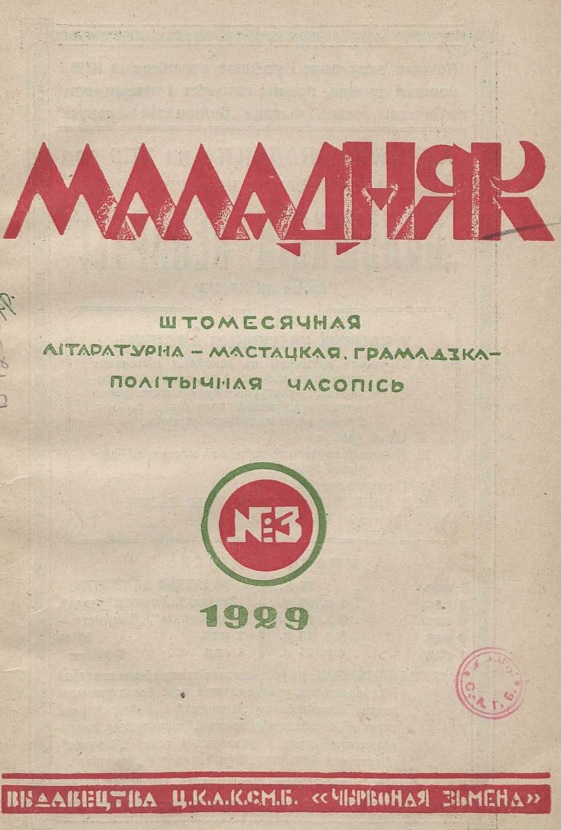 МАЛАДНЯК
ШТОМЕСЯЧНАЯ
ЛІТАРАТУРНА – МАСТАЦКАЯ, ГРАМАДЗКА–
ПОЛІТЫЧНАЯ ЧАСОПІСЬ
№3
1929
ВЫДАВЕЦТВА Ц.К.Л.К.С.М.Б. «ЧЫРВОНАЯ ЗЬМЕНА»